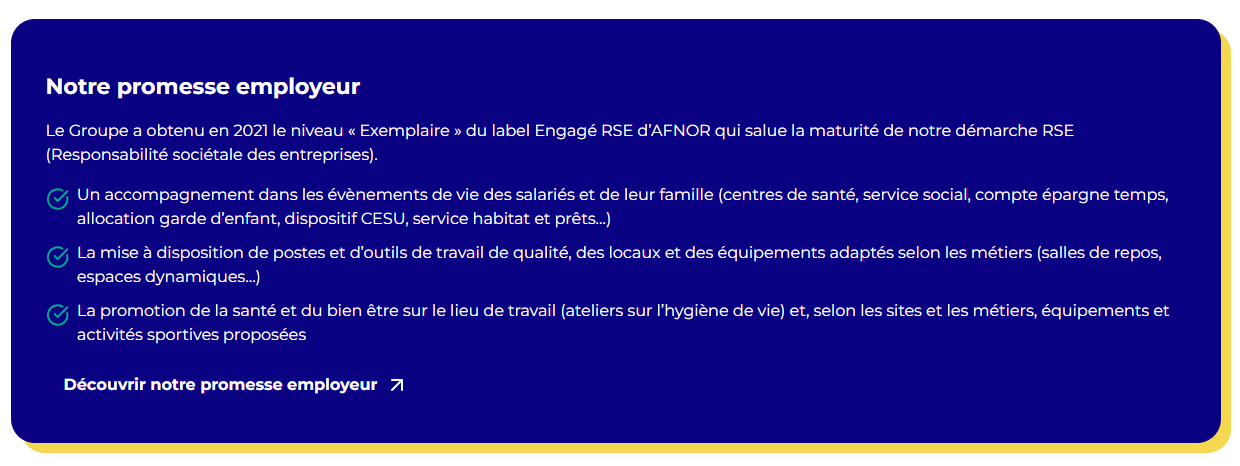 Notre promesse employeur
Le Groupe a obtenu en 2021 le niveau « Exemplaire » du label Engagé RSE d’AFNOR qui salue la maturité de notre démarche RSE
(Responsabilité sociétale des entreprises).
Un accompagnement dans les évènements de vie des salariés et de leur famille (centres de santé, service social, compte épargne temps,
allocation garde d’enfant, dispositif CESU, service habitat et prêts…)
La mise à disposition de postes et d’outils de travail de qualité, des locaux et des équipements adaptés selon les métiers (salles de repos,
espaces dynamiques…)
La promotion de la santé et du bien être sur le lieu de travail (ateliers sur l’hygiène de vie) et, selon les sites et les métiers, équipements et
activités sportives proposées
Découvrir notre promesse employeur